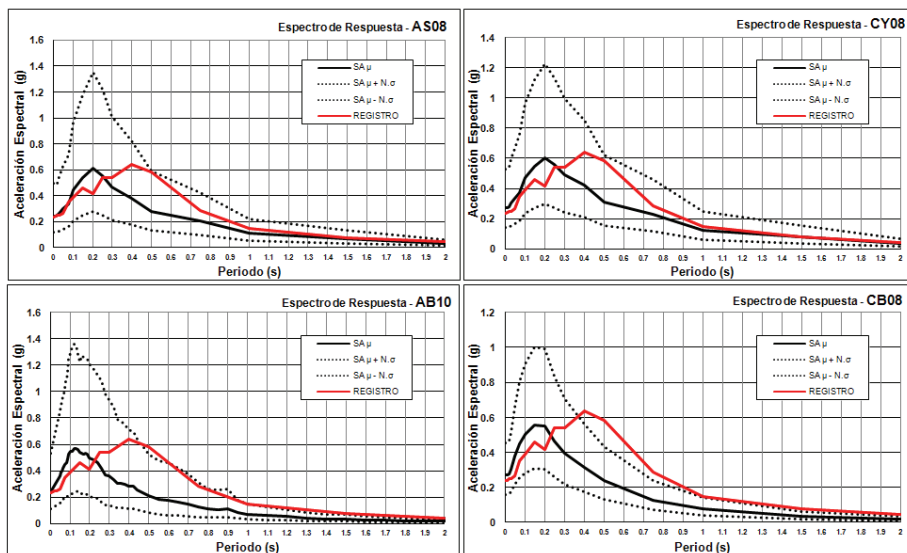 Espectro de Respuesta - AS08
Aceleración Espectral (g)
1.6
1.4
1.2
1
0.8
0.6
0.4
0.2
0
SA μ
SA μ + N.σ
SA μ - N.σ
REGISTRO
0 0.1 0.2 0.3 0.4 0.5 0.6 0.7 0.8 0.9 1 1.1 1.2 1.3 1.4 1.5 1.6 1.7 1.8 1.9 2
Periodo (s)
Espectro de Respuesta - CY08
Aceleración Espectral (g)
1.4
1.2
1
0.8
0.6
0.4
0.2
0
SA μ
SA μ + N.σ
SA μ - N.σ
REGISTRO
0 0.1 0.2 0.3 0.4 0.5 0.6 0.7 0.8 0.9 1 1.1 1.2 1.3 1.4 1.5 1.6 1.7 1.8 1.9 2
Periodo (s)
Espectro de Respuesta - AB10
Aceleración Espectral (g)
1.6
1.4
1.2
1
0.8
0.6
0.4
0.2
0
SA μ
SA μ + N.σ
SA μ - N.σ
REGISTRO
0 0.1 0.2 0.3 0.4 0.5 0.6 0.7 0.8 0.9 1 1.1 1.2 1.3 1.4 1.5 1.6 1.7 1.8 1.9 2
Periodo (s)
Espectro de Respuesta - CB08
Aceleración Espectral (g)
1.2
1
0.8
0.6
0.4
0.2
0
SA μ
SA μ + N.σ
SA μ - N.σ
REGISTRO
0 0.1 0.2 0.3 0.4 0.5 0.6 0.7 0.8 0.9 1 1.1 1.2 1.3 1.4 1.5 1.6 1.7 1.8 1.9 2
Period (s)